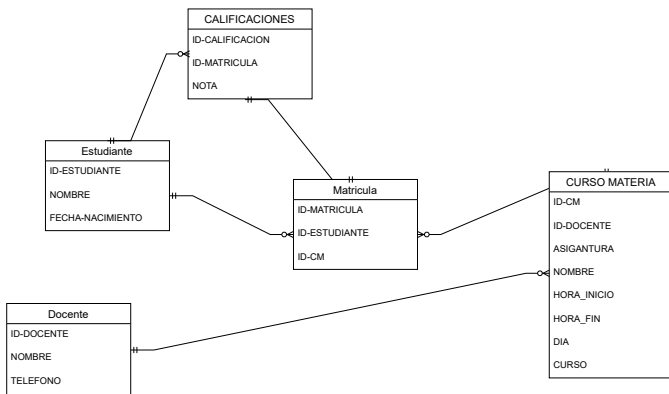 CALIFICACIONES
ID-CALIFICACION
ID-MATRICULA
NOTA
Estudiante
ID-ESTUDIANTE
NOMBRE
FECHA-NACIMIENTO
Matricula
ID-MATRICULA
ID-ESTUDIANTE
ID-CM
CURSO MATERIA
ID-CM
ID-DOCENTE
ASIGANTURA
NOMBRE
HORA_INICIO
HORA_FIN
DIA
CURSO
Docente
ID-DOCENTE
NOMBRE
TELEFONO